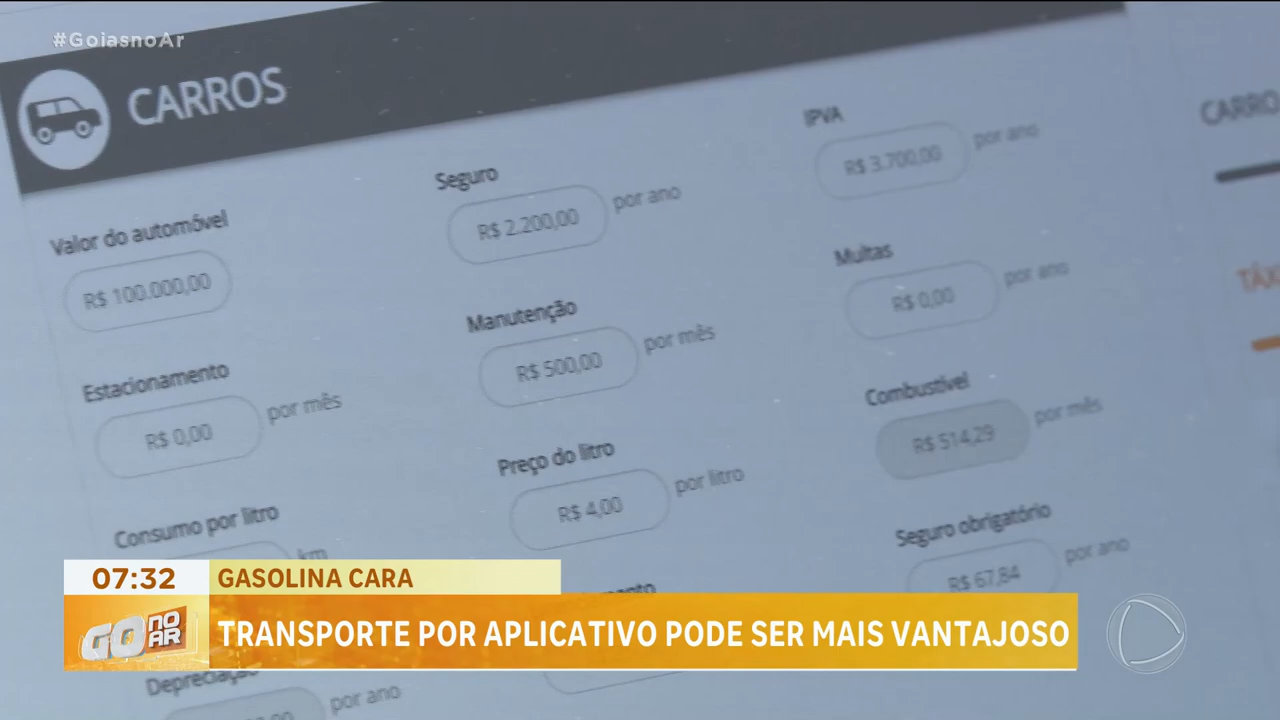 #GoiasnoAr
CARROS
Valor do automóvel
R$ 100.000,00
Estacionamento
R$ 0,00 por mês
Consumo por litro
km
Depreciação
por ano
Seguro
R$ 2.200,00 por ano
Manutenção
R$ 500,00 por mês
Preço do litro
R$ 4,00 por litro
IPVA
R$ 3.700,00 por ano
Multas
R$ 0,00 por ano
Combustível
R$ 514,29 por mês
Seguro obrigatório
R$ 67,84 por ano
CARRO
07:32 GASOLINA CARA
GO NO AR
TRANSPORTE POR APLICATIVO PODE SER MAIS VANTAJOSO